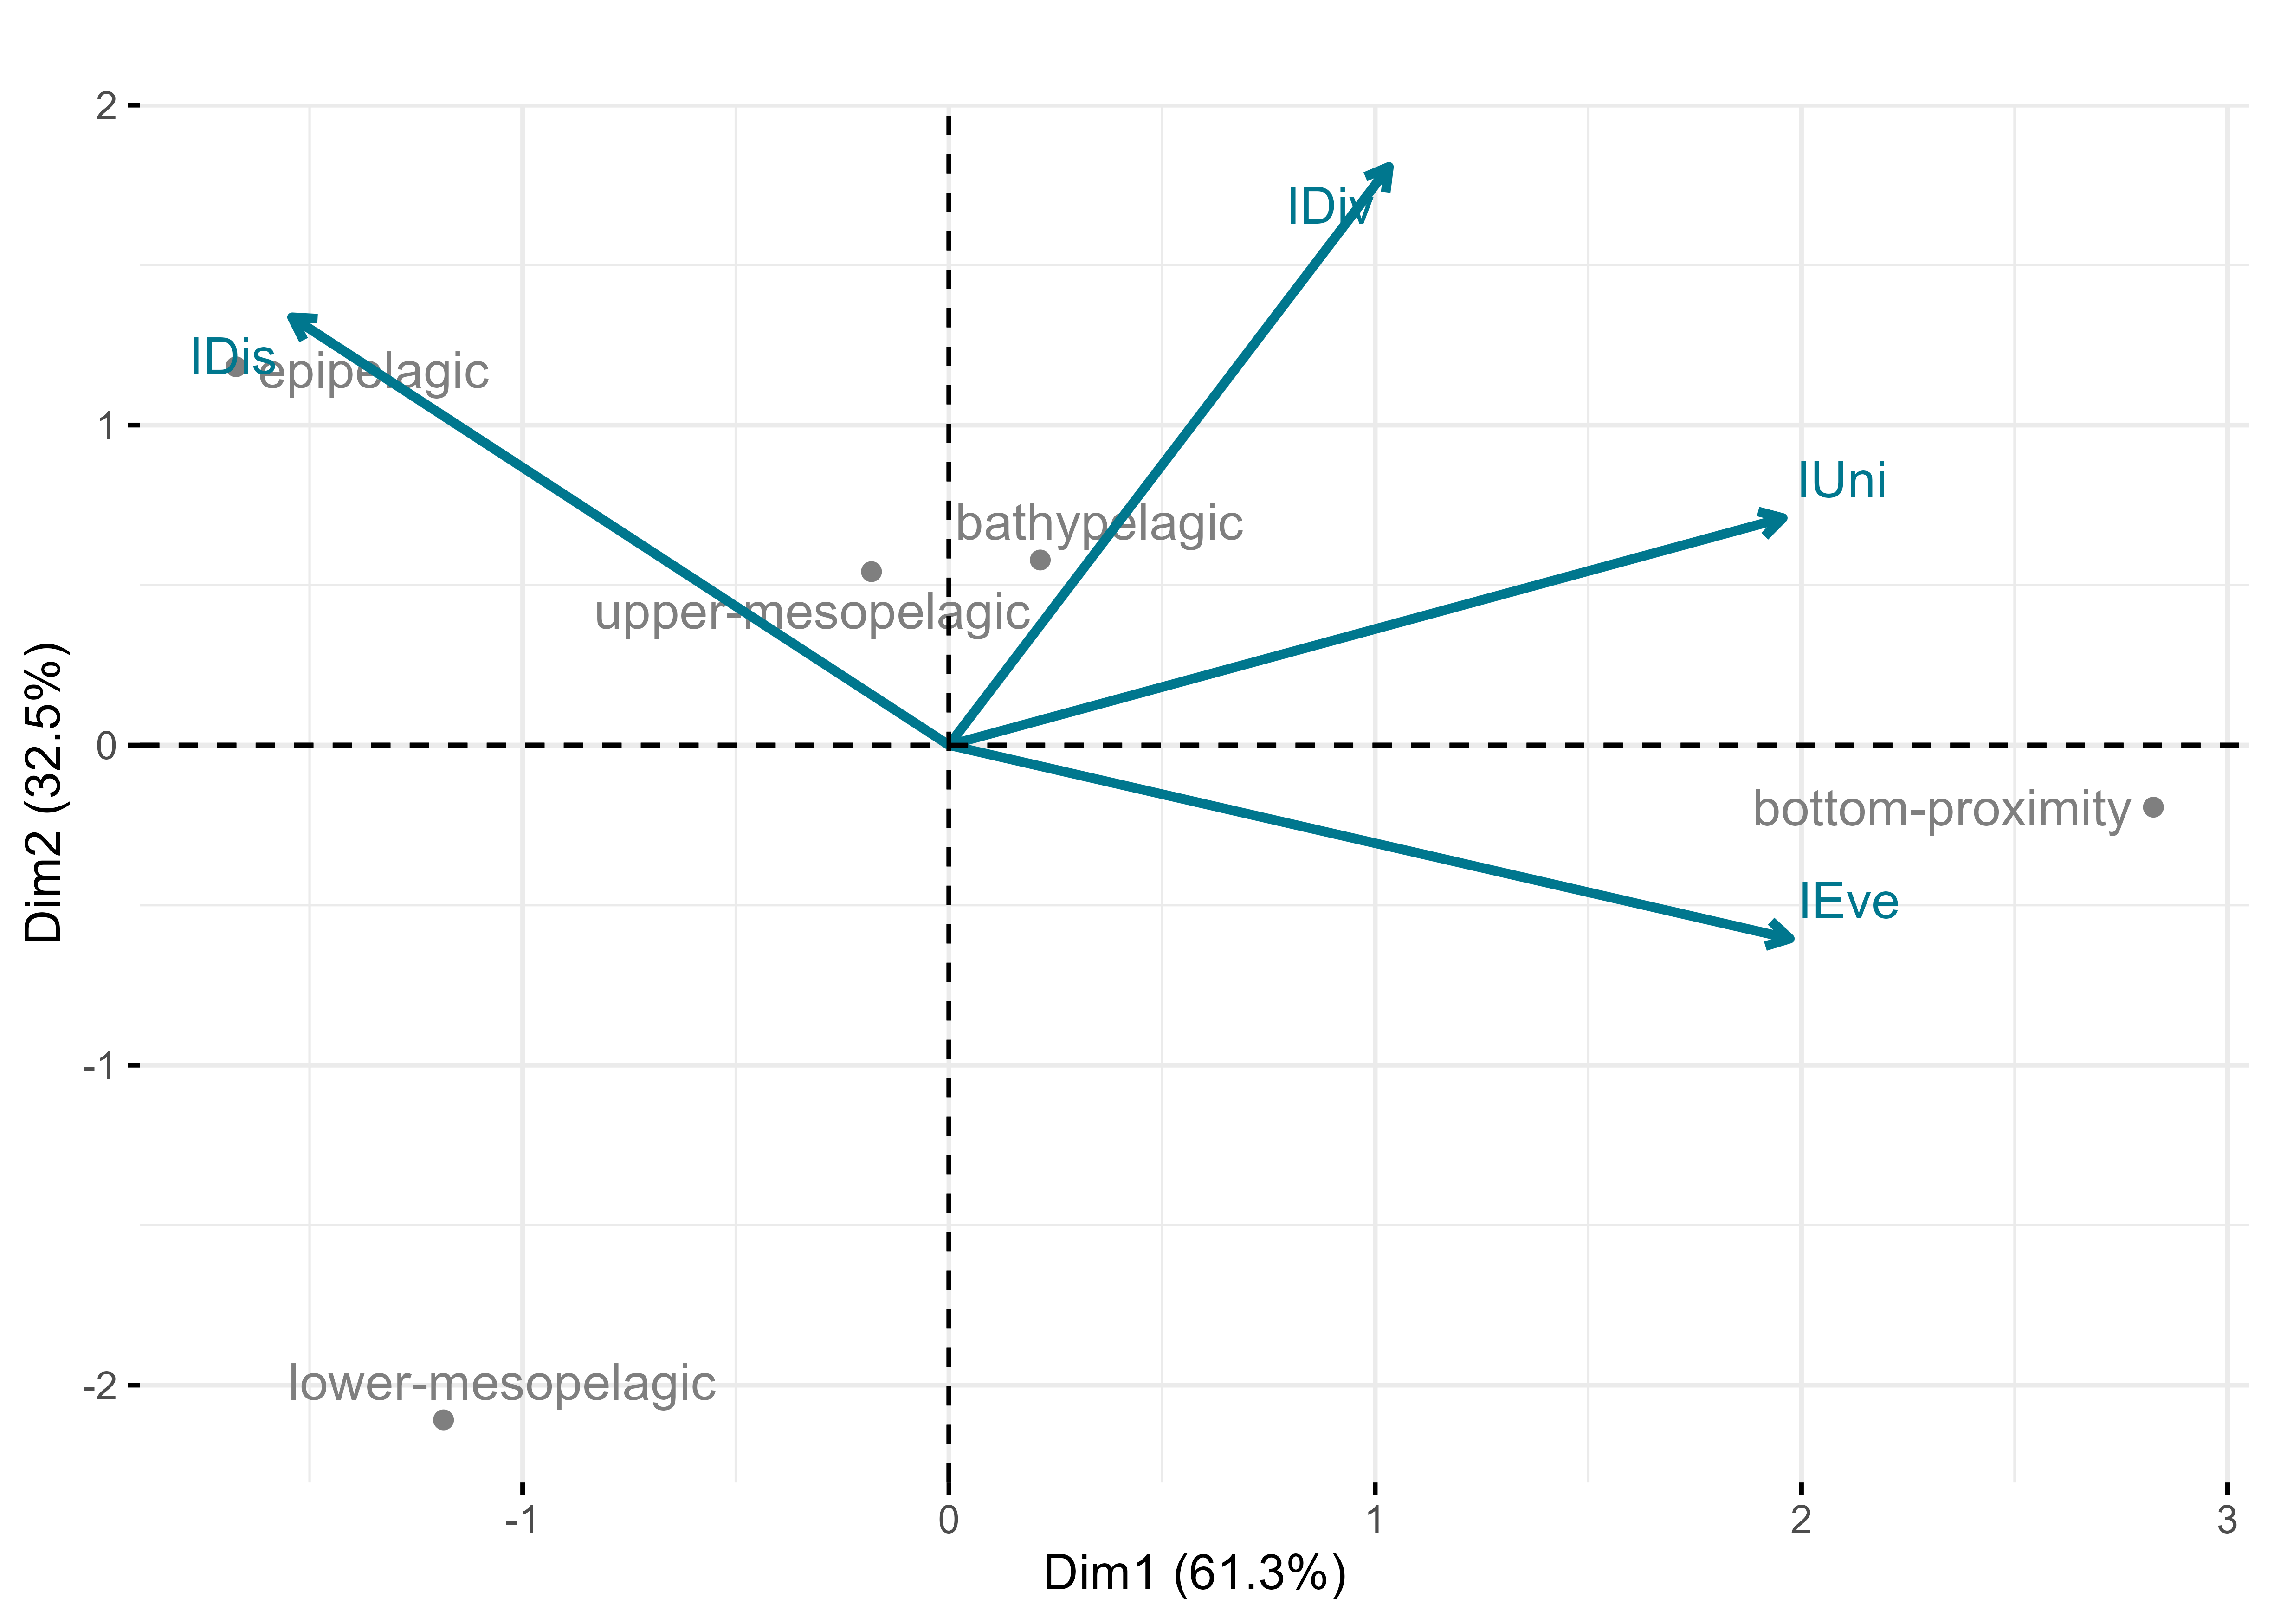 2
IDiv
IDis
epipelagic
1
IUni
bathypelagic
upper-mesopelagic
0
bottom-proximity
IEve
-1
lower-mesopelagic
-2
-1
0
1
2
3
Dim1 (61.3%)
Dim2 (32.5%)